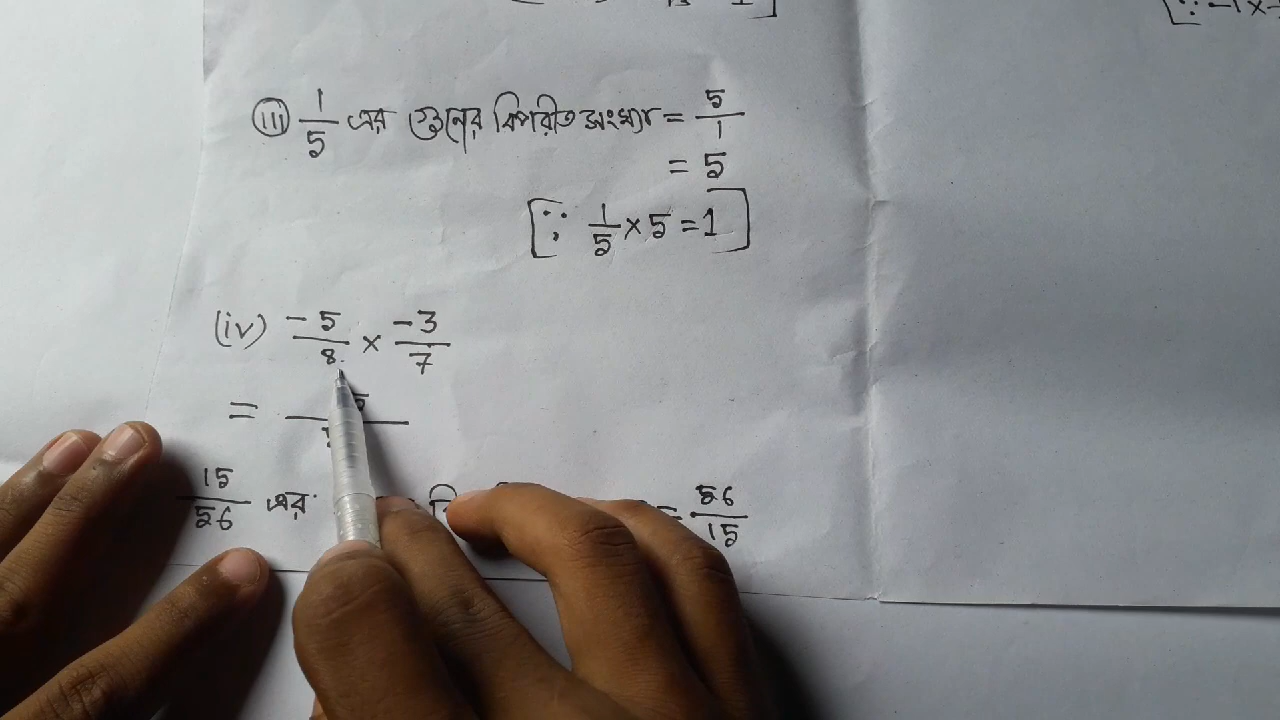 [∵ -1×
(iii) 1/5 এর গুনের বিপরীত সংখ্যা = 5/1
= 5
[∵ 1/5 × 5 = 1]
(iv) -5/8 × -3/7
=
15/56 এর = 56/15